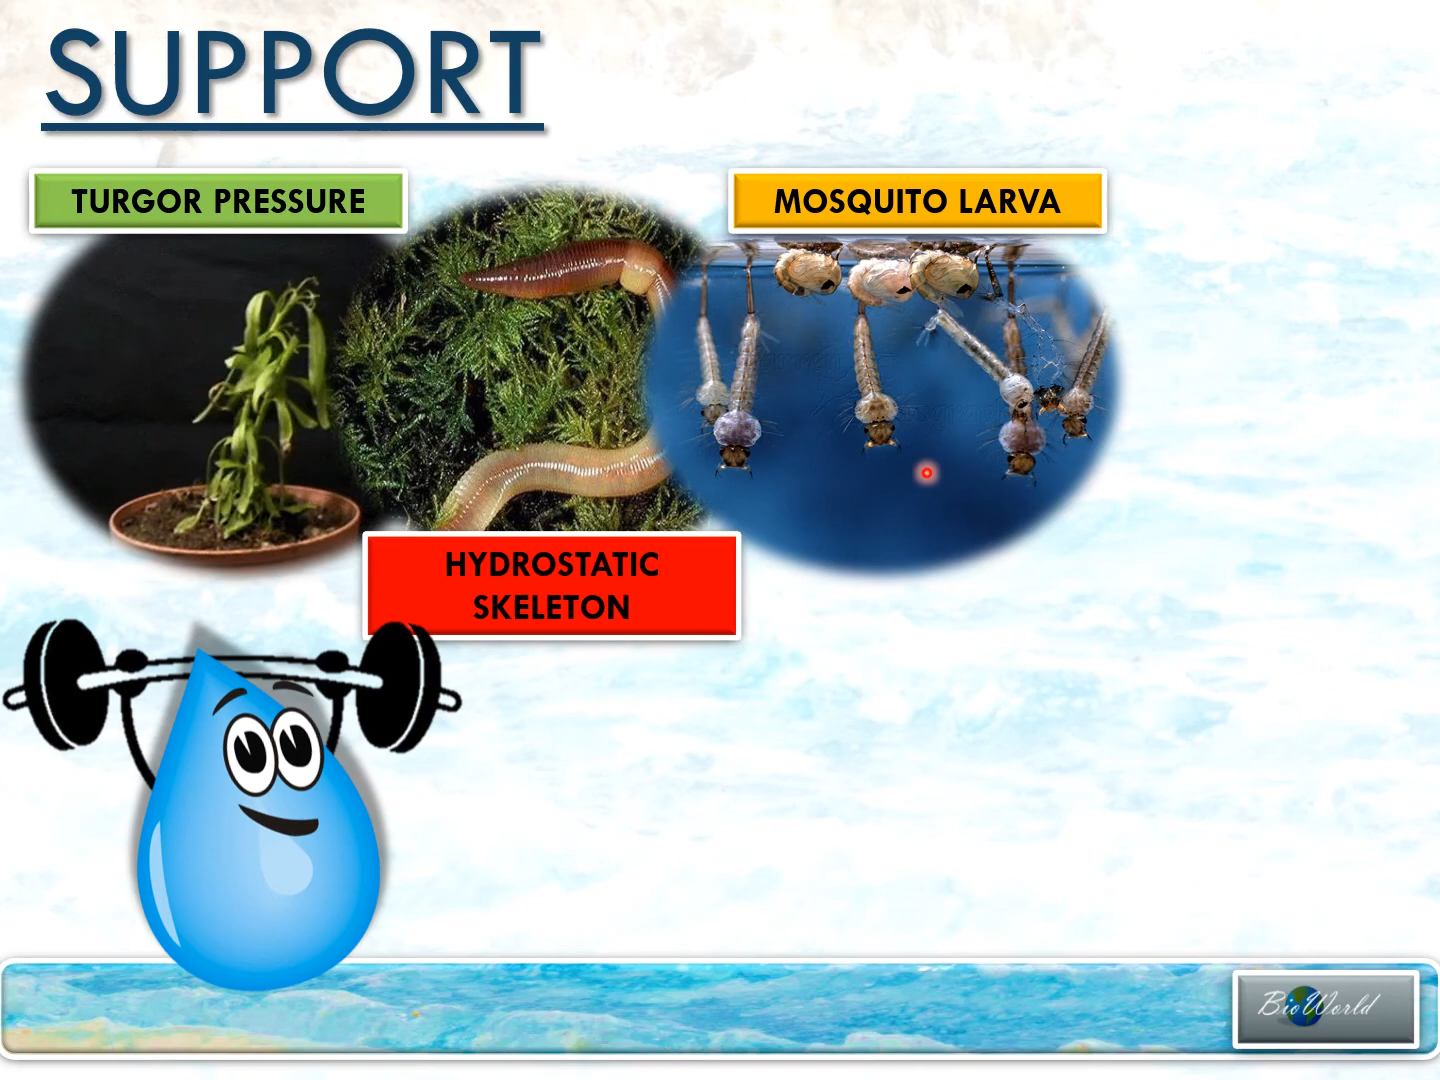 SUPPORT
TURGOR PRESSURE
MOSQUITO LARVA
HYDROSTATIC
SKELETON
BioWorld